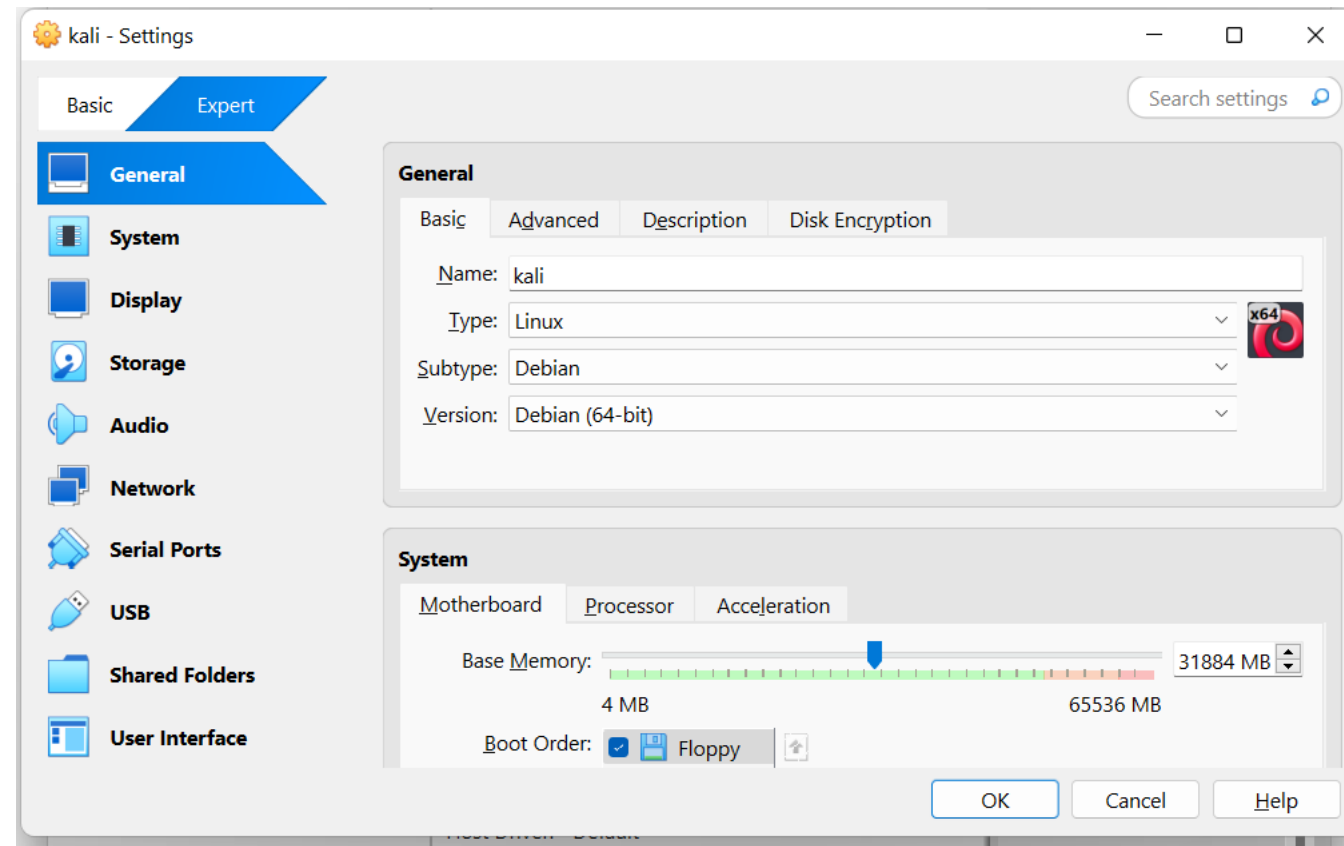 kali - Settings
Basic Expert
Search settings
General
System
Display
Storage
Audio
Network
Serial Ports
USB
Shared Folders
User Interface
General
Basic Advanced Description Disk Encryption
Name: kali
Type: Linux
x64
Subtype: Debian
Version: Debian (64-bit)
System
Motherboard Processor Acceleration
Base Memory: 31884 MB
4 MB 65536 MB
Boot Order: Floppy
OK Cancel Help